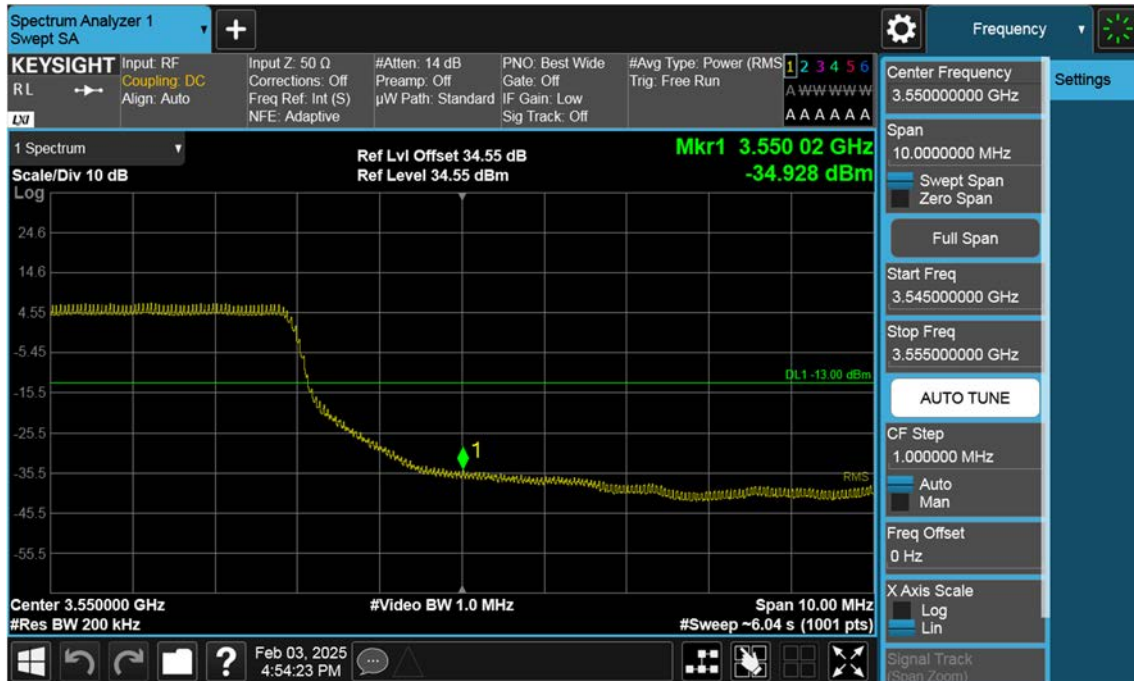 Spectrum Analyzer 1
Swept SA
Frequency
KEYSIGHT
RL
LXI
Input: RF
Coupling: DC
Align: Auto
Input Z: 50 Ω
Corrections: Off
Freq Ref: Int (S)
NFE: Adaptive
#Atten: 14 dB
Preamp: Off
µW Path: Standard
PNO: Best Wide
Gate: Off
IF Gain: Low
Sig Track: Off
#Avg Type: Power (RMS
Trig: Free Run
1 2 3 4 5 6
A W W W W W
A A A A A A
1 Spectrum
Scale/Div 10 dB
Ref Lvl Offset 34.55 dB
Ref Level 34.55 dBm
Mkr1 3.550 02 GHz
-34.928 dBm
Log
24.6
14.6
4.55
-5.45
-15.5
-25.5
-35.5
-45.5
-55.5
DL1 -13.00 dBm
1
RMS
Center 3.550000 GHz
#Video BW 1.0 MHz
Span 10.00 MHz
#Res BW 200 kHz
#Sweep ~6.04 s (1001 pts)
Feb 03, 2025
4:54:23 PM
Center Frequency
3.550000000 GHz
Span
10.0000000 MHz
Swept Span
Zero Span
Full Span
Start Freq
3.545000000 GHz
Stop Freq
3.555000000 GHz
AUTO TUNE
CF Step
1.000000 MHz
Auto
Man
Freq Offset
0 Hz
X Axis Scale
Log
Lin
Signal Track
(Span Zoom)
Settings